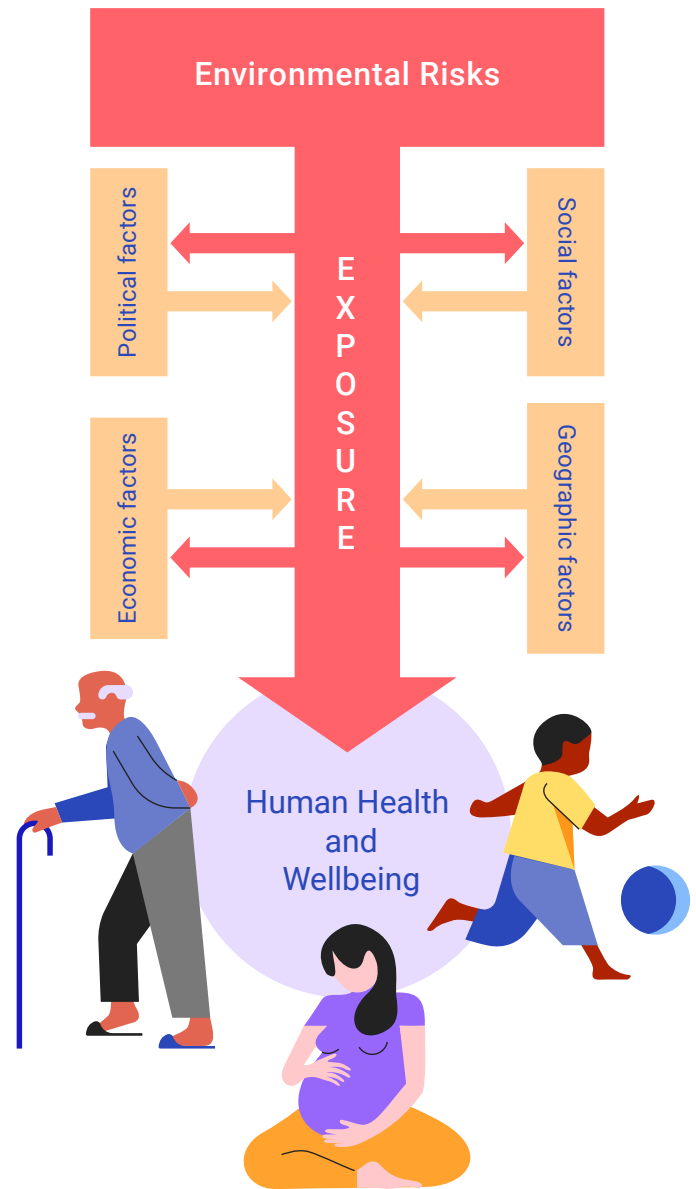 Environmental Risks
Political factors
Social factors
EXPOSURE
Economic factors
Geographic factors
Human Health
and
Wellbeing